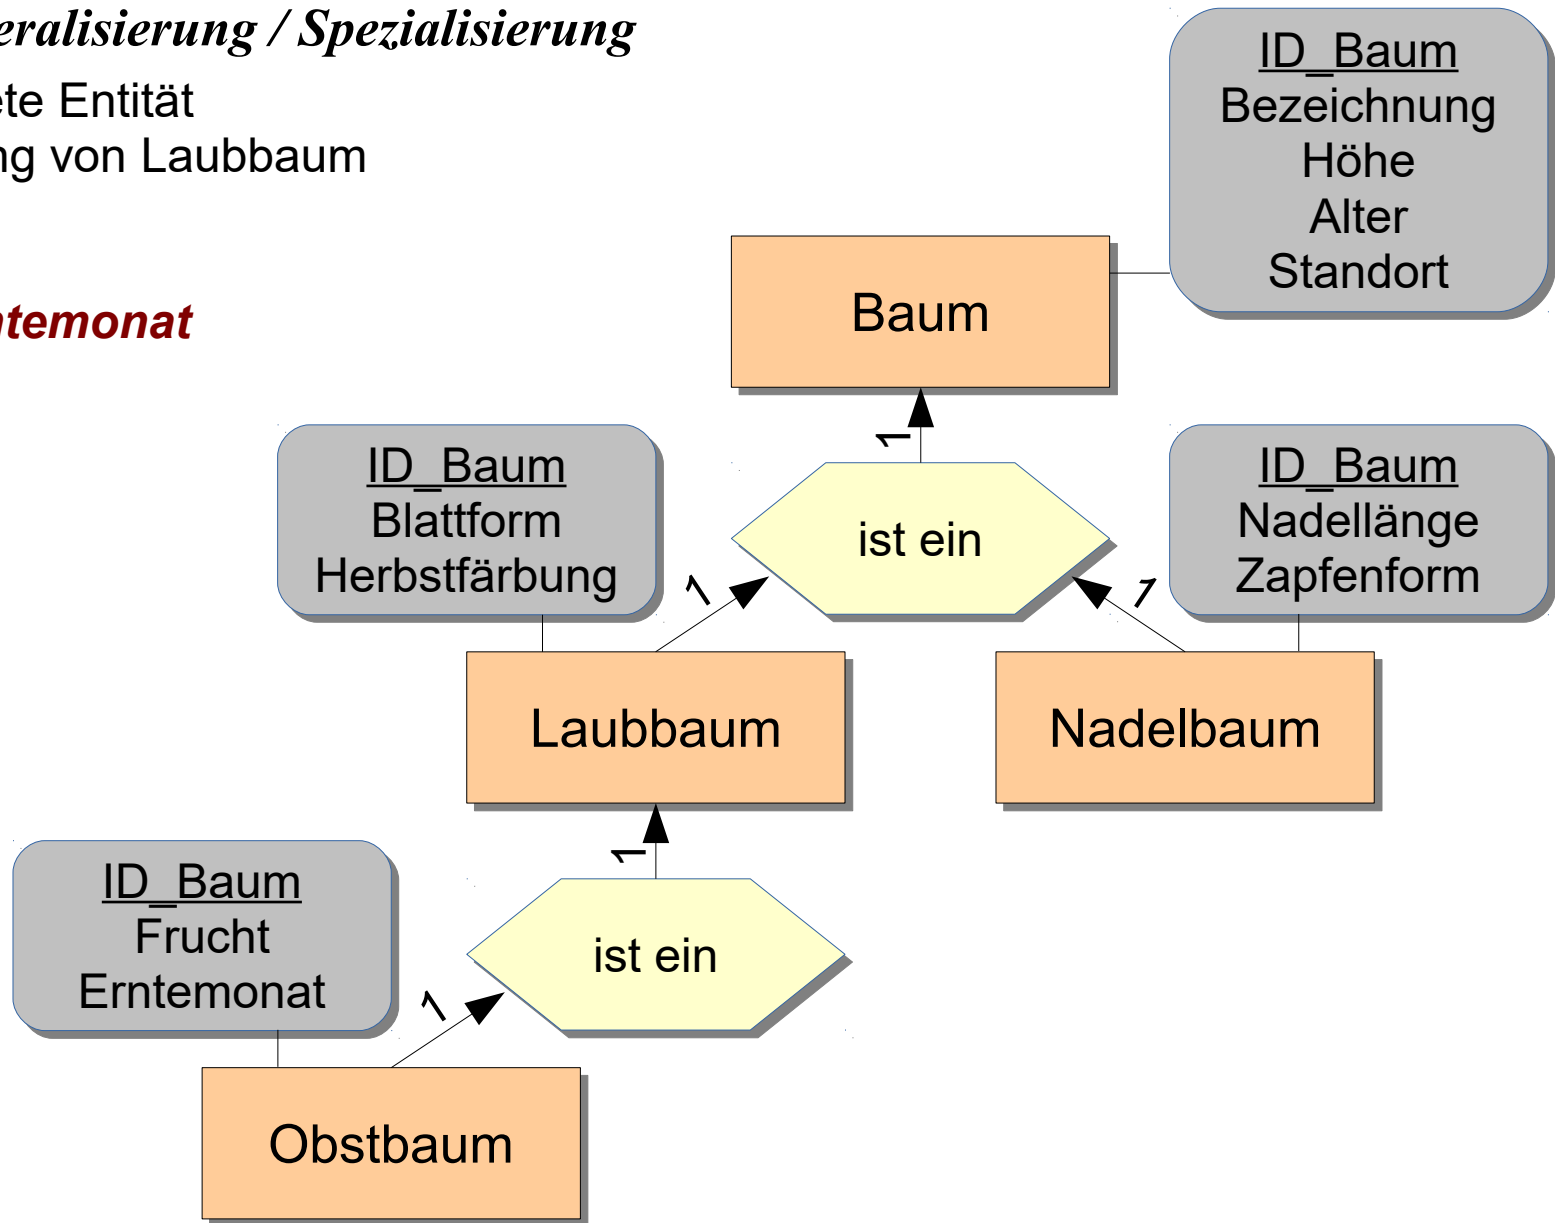 eralisierung / Spezialisierung
ete Entität
ng von Laubbaum
ntemonat
ID_Baum
Bezeichnung
Höhe
Alter
Standort
Baum
1
ID_Baum
Blattform
Herbstfärbung
ist ein
ID_Baum
Nadellänge
Zapfenform
1
1
Laubbaum
Nadelbaum
1
ID_Baum
Frucht
Erntemonat
ist ein
1
Obstbaum